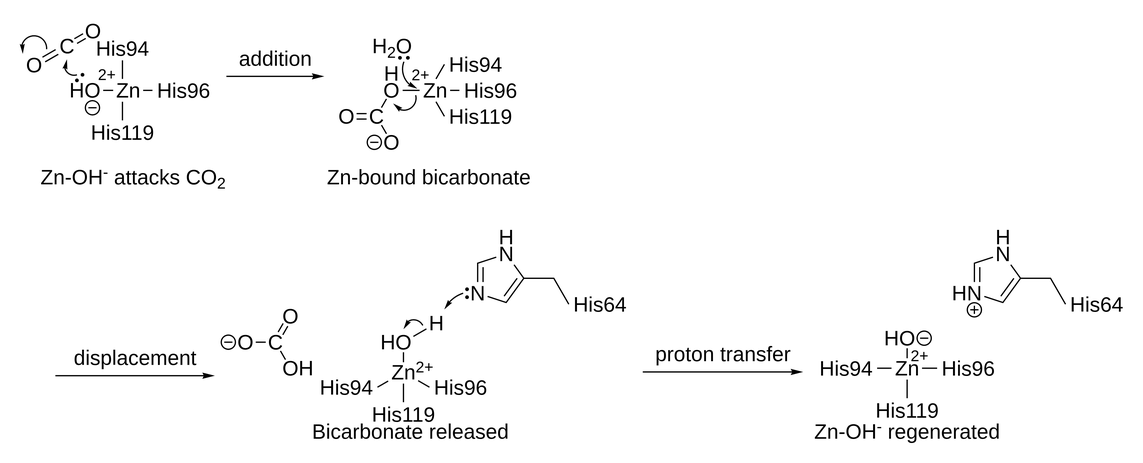 O
C
O
His94
2+
HO
Zn
His96
⊖
His119
Zn-OH⁻ attacks CO₂
addition
H₂O
H
2+
His94
O
Zn
His96
O
C
His119
⊖O
Zn-bound bicarbonate
displacement
O
⊖O
C
OH
H
N
N
His64
H
HO
Zn²⁺
His94
His96
His119
Bicarbonate released
proton transfer
H
N
HN
⊕
His64
HO⊖
2+
His94
Zn
His96
His119
Zn-OH⁻ regenerated